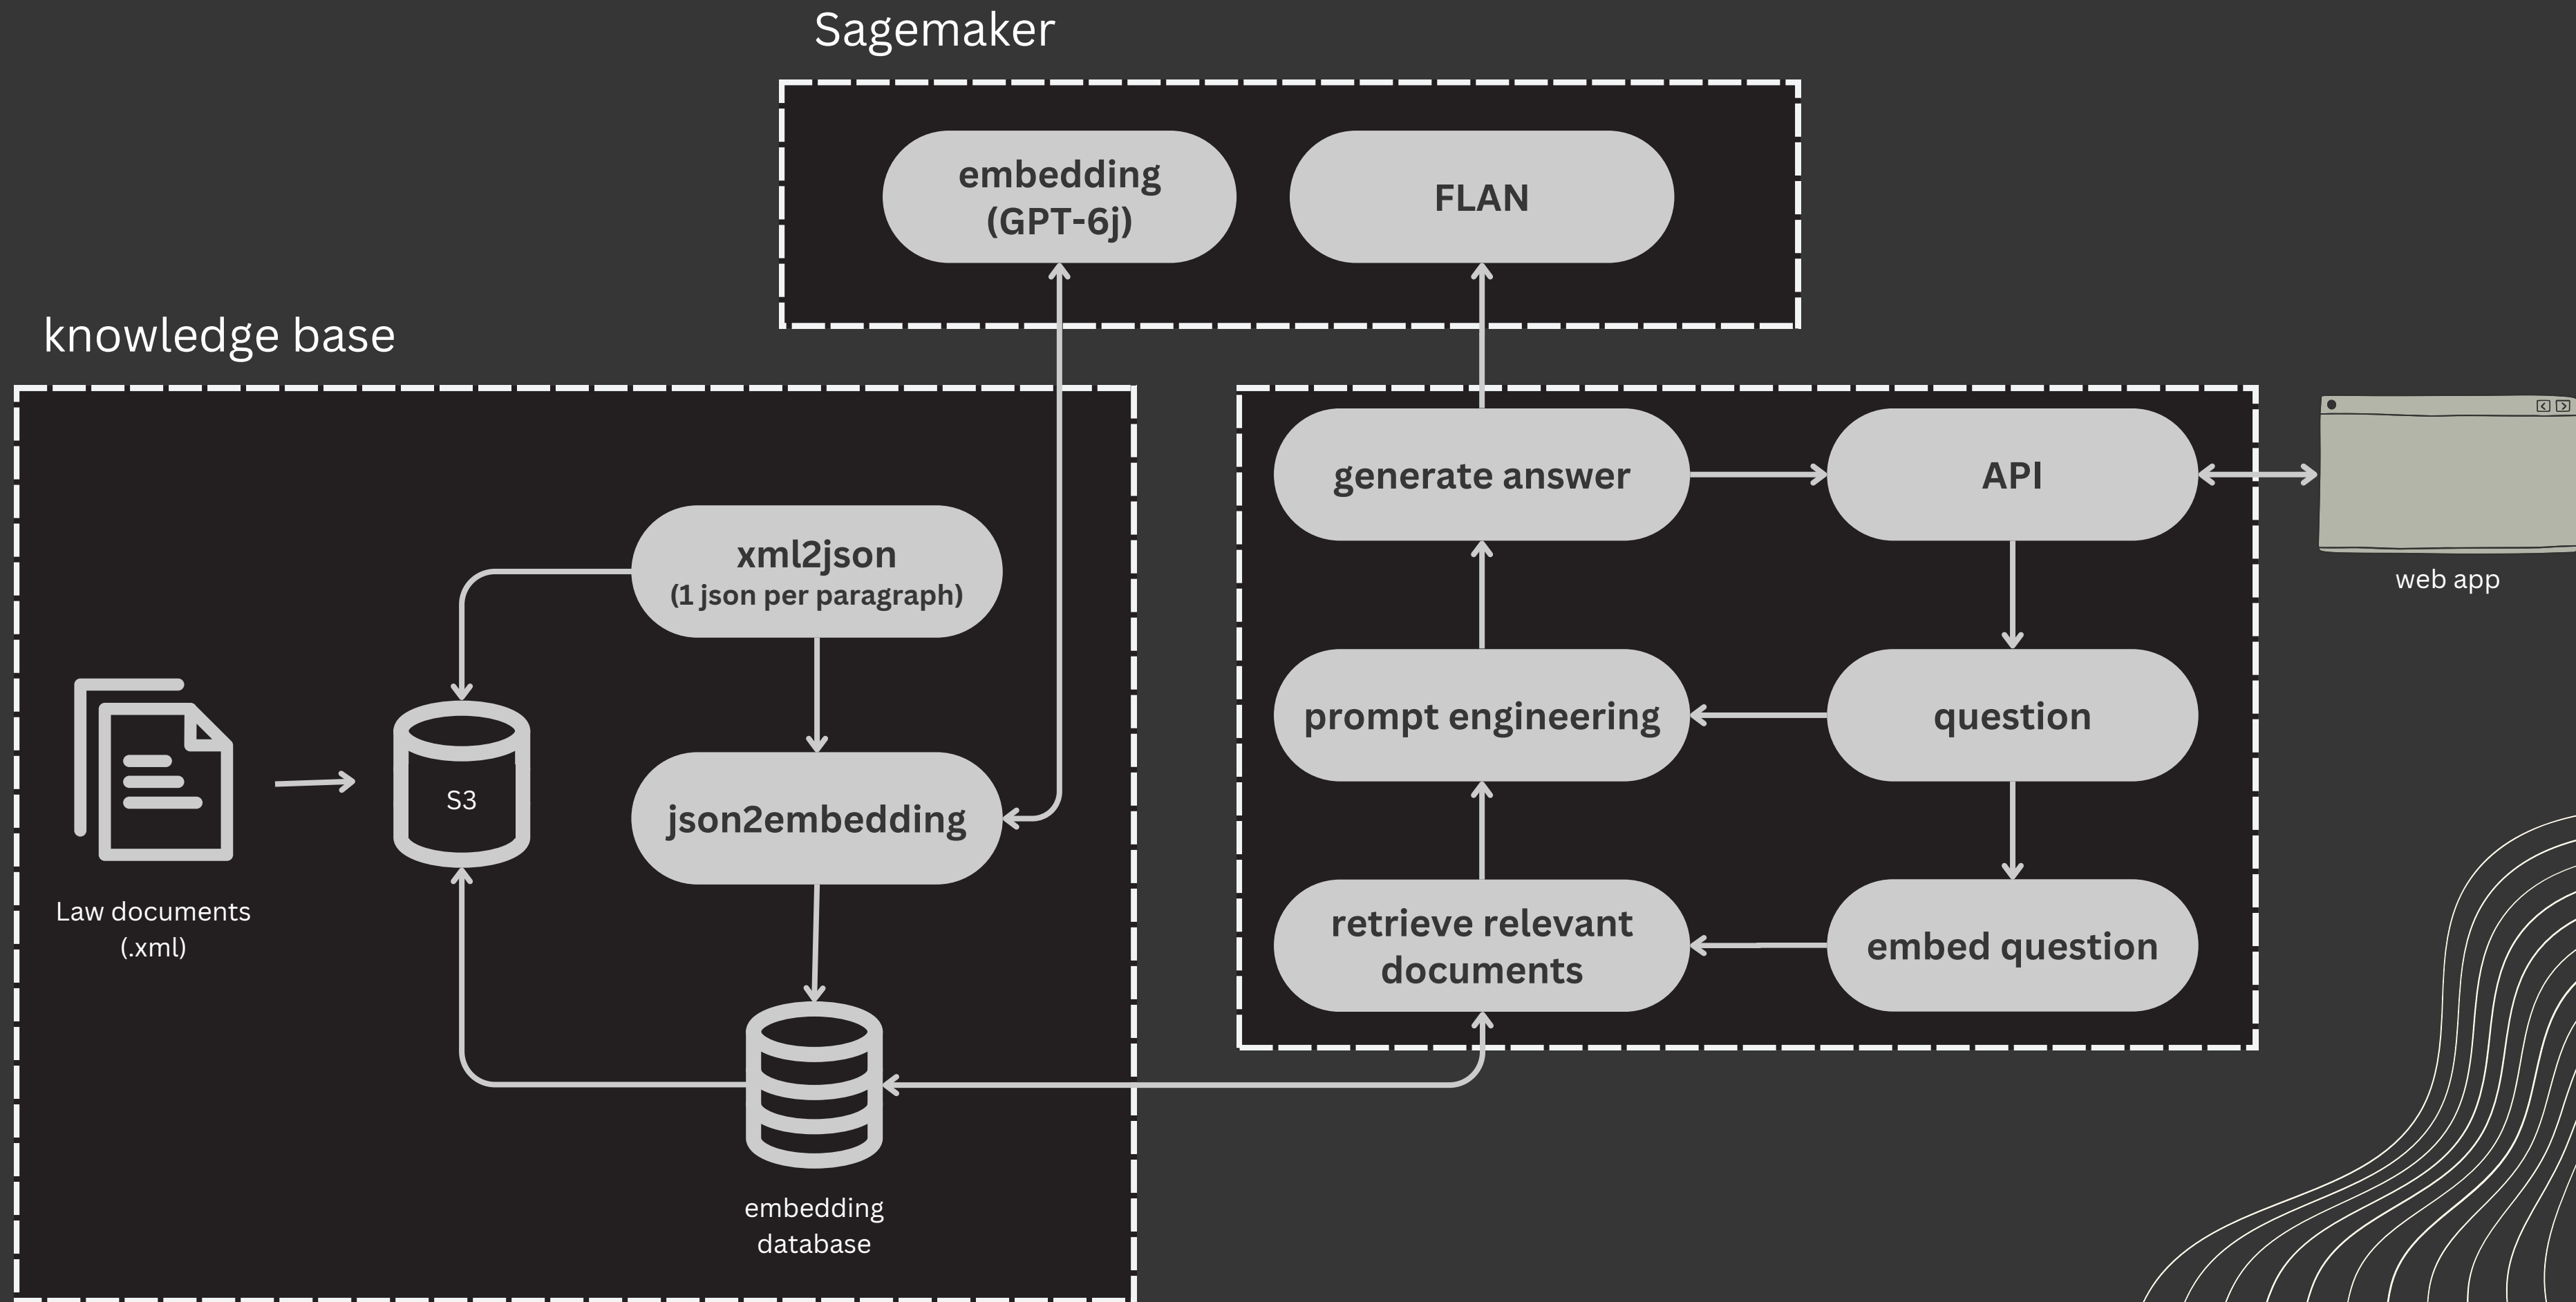 Sagemaker
embedding
(GPT-6j)
FLAN
knowledge base
xml2json
(1 json per paragraph)
S3
json2embedding
Law documents
(.xml)
embedding
database
generate answer
API
prompt engineering
question
retrieve relevant
documents
embed question
web app